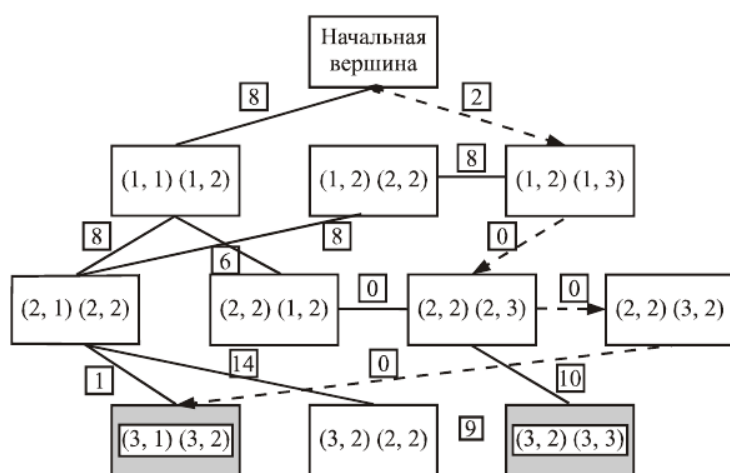 Начальная
вершина
8
2
(1, 1) (1, 2)
(1, 2) (2, 2)
8
(1, 2) (1, 3)
8
6
8
0
(2, 1) (2, 2)
(2, 2) (1, 2)
0
(2, 2) (2, 3)
0
(2, 2) (3, 2)
1
14
0
10
(3, 1) (3, 2)
(3, 2) (2, 2)
9
(3, 2) (3, 3)